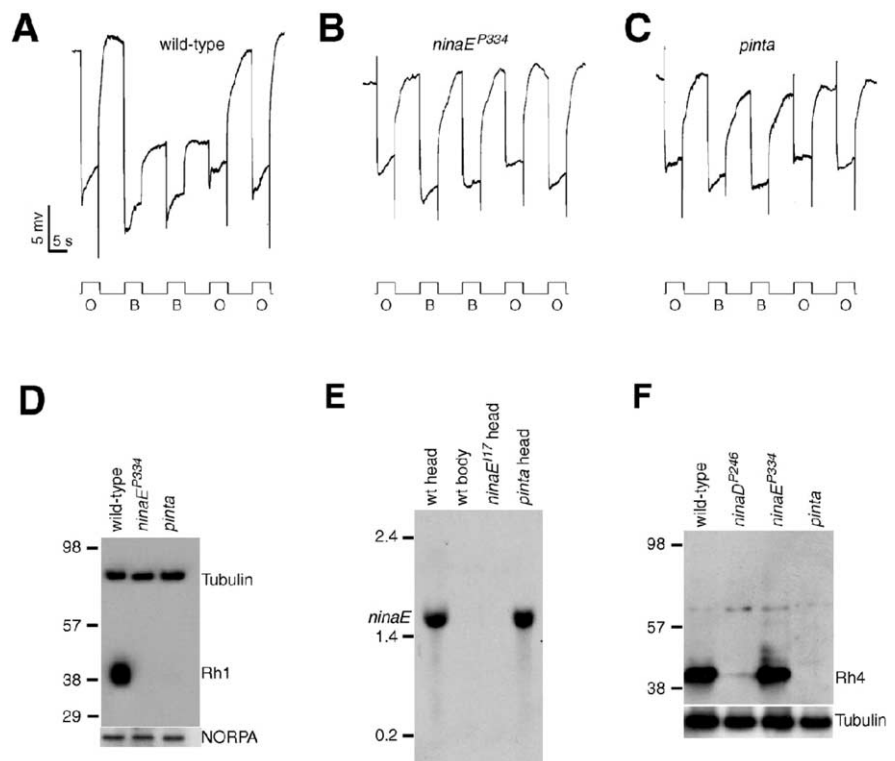 A
wild-type
5 mv
5 s
O B B O O
B
ninaE^P334
O B B O O
C
pinta
O B B O O
D
wild-type
ninaE^P334
pinta
98
Tubulin
57
38
Rh1
29
NORPA
E
wt head
wt body
ninaE^I17 head
pinta head
2.4
ninaE
1.4
0.2
F
wild-type
ninaD^P246
ninaE^P334
pinta
98
57
38
Rh4
Tubulin